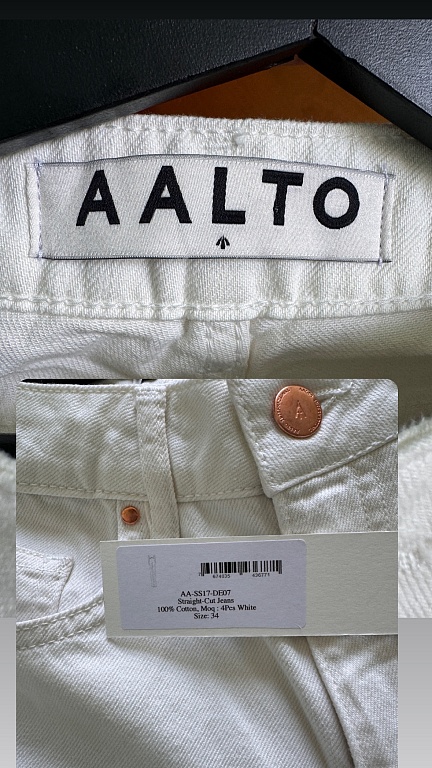 AALTO
A
AA-SS17-DE07
Straight-Cut Jeans
100% Cotton, Moq : 4Pcs White
Size: 34